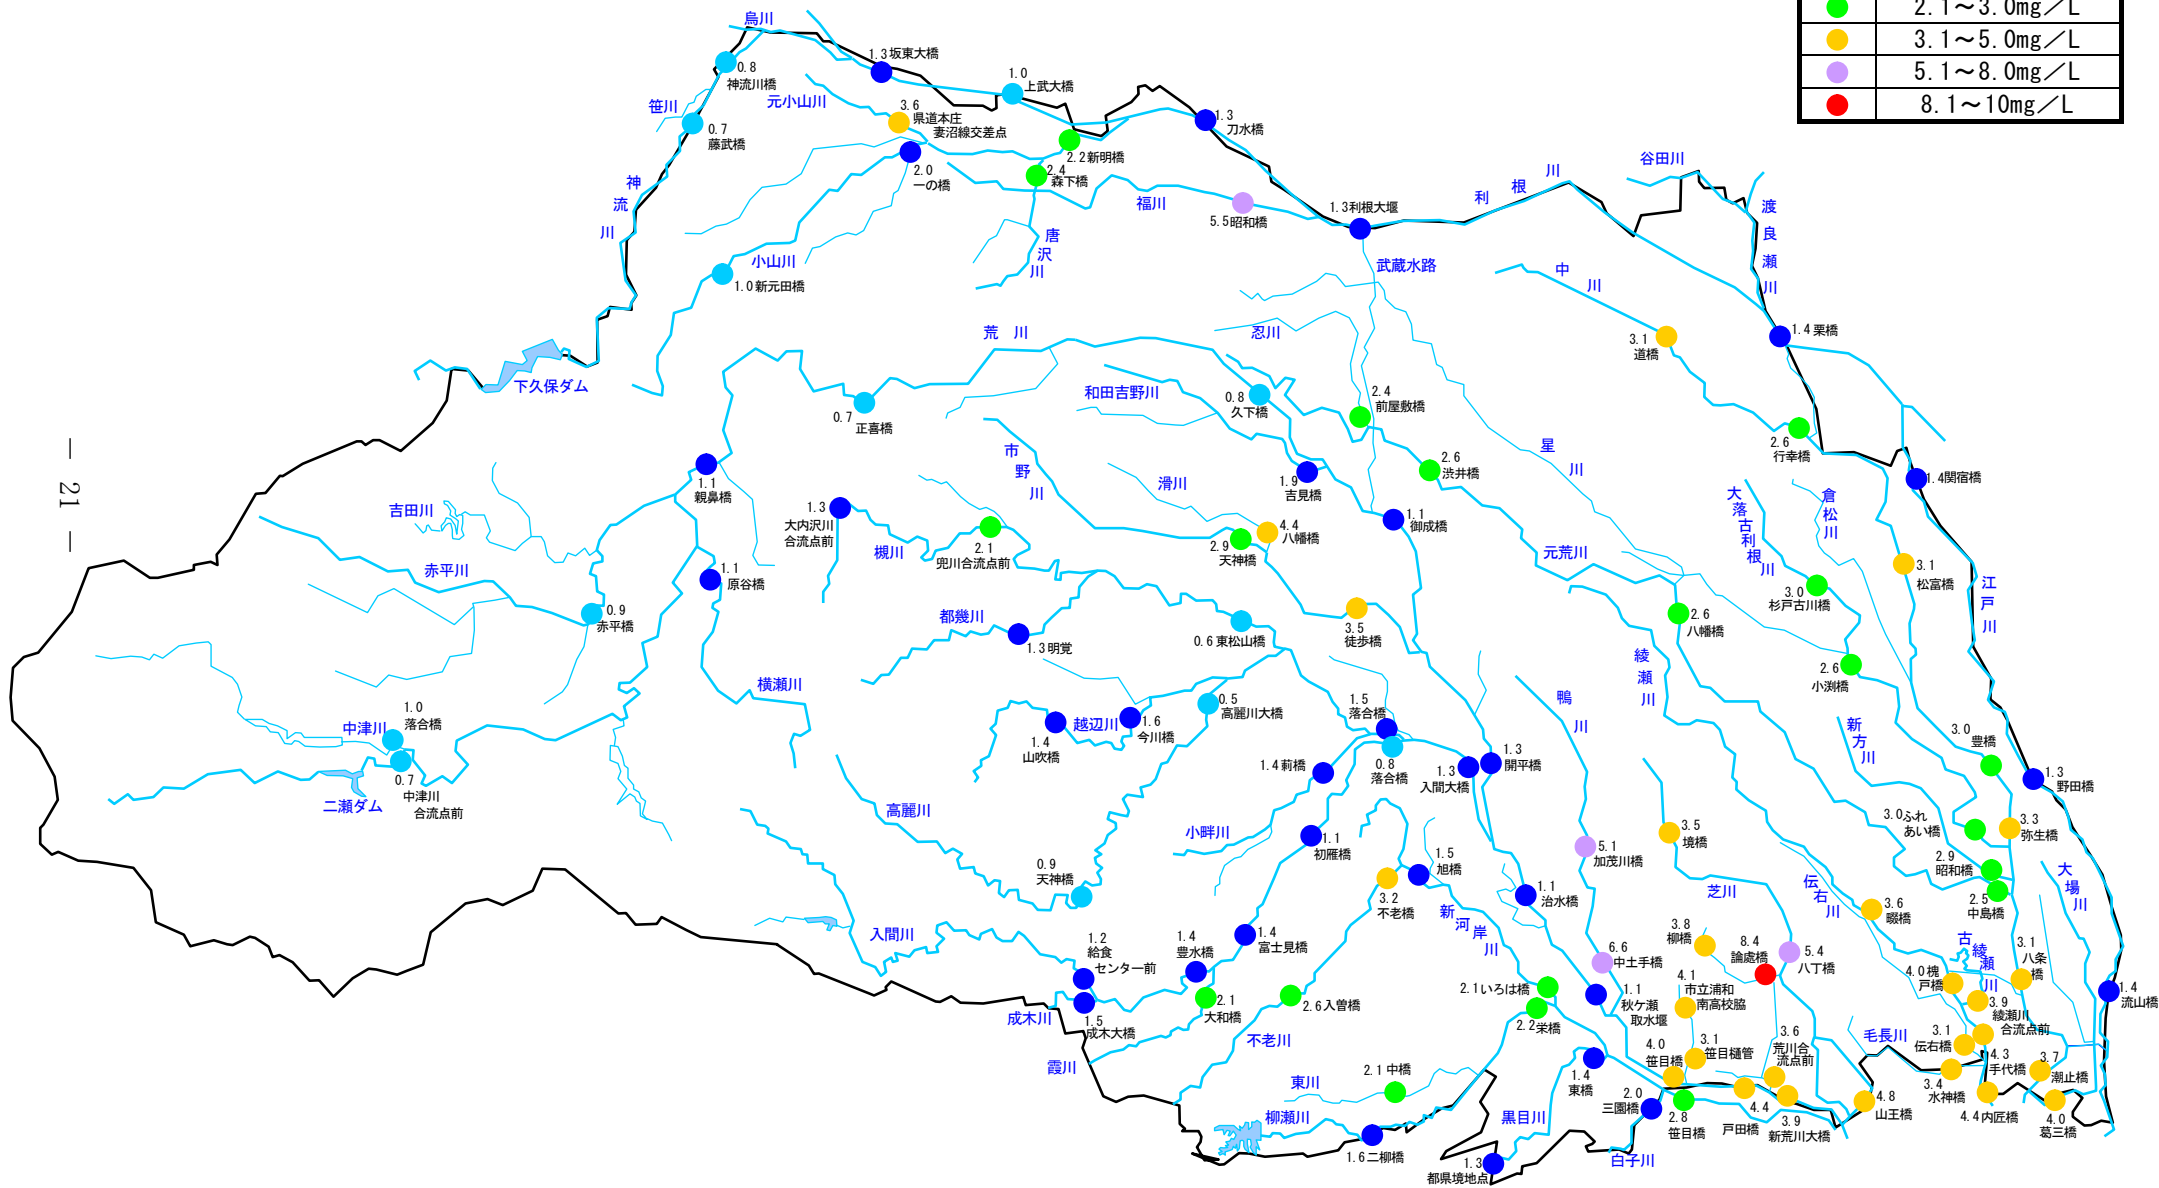 2.1～3.0mg／L
3.1～5.0mg／L
5.1～8.0mg／L
8.1～10mg／L
烏川
1.3坂東大橋
0.8
神流川橋
1.0
上武大橋
笹川
元小山川
3.6
県道本庄
妻沼線交差点
0.7
藤武橋
1.3
刀水橋
2.2新明橋
2.0
一の橋
2.4
森下橋
神流川
福川
5.5昭和橋
1.3利根大堰
利根川
谷田川
渡良瀬川
唐沢川
小山川
1.0新元田橋
武蔵水路
中川
荒　川
忍川
3.1
道橋
1.4栗橋
下久保ダム
0.7
正喜橋
和田吉野川
0.8
久下橋
2.4
前屋敷橋
2.6
行幸橋
市野川
星川
1.1
親鼻橋
滑川
1.9
吉見橋
2.6
渋井橋
1.4関宿橋
吉田川
1.3
大内沢川
合流点前
槻川
2.1
兜川合流点前
2.9
天神橋
4.4
八幡橋
1.1
御成橋
元荒川
大落古利根川
倉松川
3.1
松富橋
江戸川
赤平川
1.1
原谷橋
0.9
赤平橋
都幾川
1.3明覚
0.6東松山橋
3.5
徒歩橋
2.6
八幡橋
3.0
杉戸古川橋
2.6
小渕橋
綾瀬川
横瀬川
中津川
1.0
落合橋
0.7
中津川
合流点前
二瀬ダム
1.4
山吹橋
越辺川
1.6
今川橋
0.5
高麗川大橋
1.5
落合橋
0.8
落合橋
1.4前橋
1.3
入間大橋
1.3
開平橋
鴨川
新方川
3.0
豊橋
1.3
野田橋
高麗川
小畔川
1.1
初雁橋
0.9
天神橋
3.2
不老橋
1.5
旭橋
新河岸川
1.1
治水橋
5.1
加茂川橋
3.5
境橋
3.0ふれ
あい橋
3.3
弥生橋
2.9
昭和橋
2.5
中島橋
大場川
芝川
伝右川
3.6
畷橋
入間川
1.2
給食
センター前
1.4
豊水橋
1.4
富士見橋
6.6
中土手橋
3.8
柳橋
8.4
論處橋
5.4
八丁橋
古綾瀬川
3.1
八条
橋
成木川
1.5
成木大橋
2.1
大和橋
2.6入曽橋
2.1いろは橋
2.2栄橋
1.1
秋ケ瀬
取水堰
4.1
市立浦和
南高校脇
4.0槐
戸橋
3.9
綾瀬川
合流点前
1.4
流山橋
霞川
不老川
東川
2.1中橋
1.4
東橋
4.0
笹目橋
3.1
笹目樋管
3.6
荒川合
流点前
毛長川
3.1
伝右橋
4.3
手代橋
3.7
潮止橋
柳瀬川
1.6二柳橋
黒目川
2.0
三園橋
2.8
笹目橋
4.4
戸田橋
3.9
新荒川大橋
4.8
山王橋
3.4
水神橋
4.4内匠橋
4.0
葛三橋
1.3
都県境地点
白子川
— 21 —